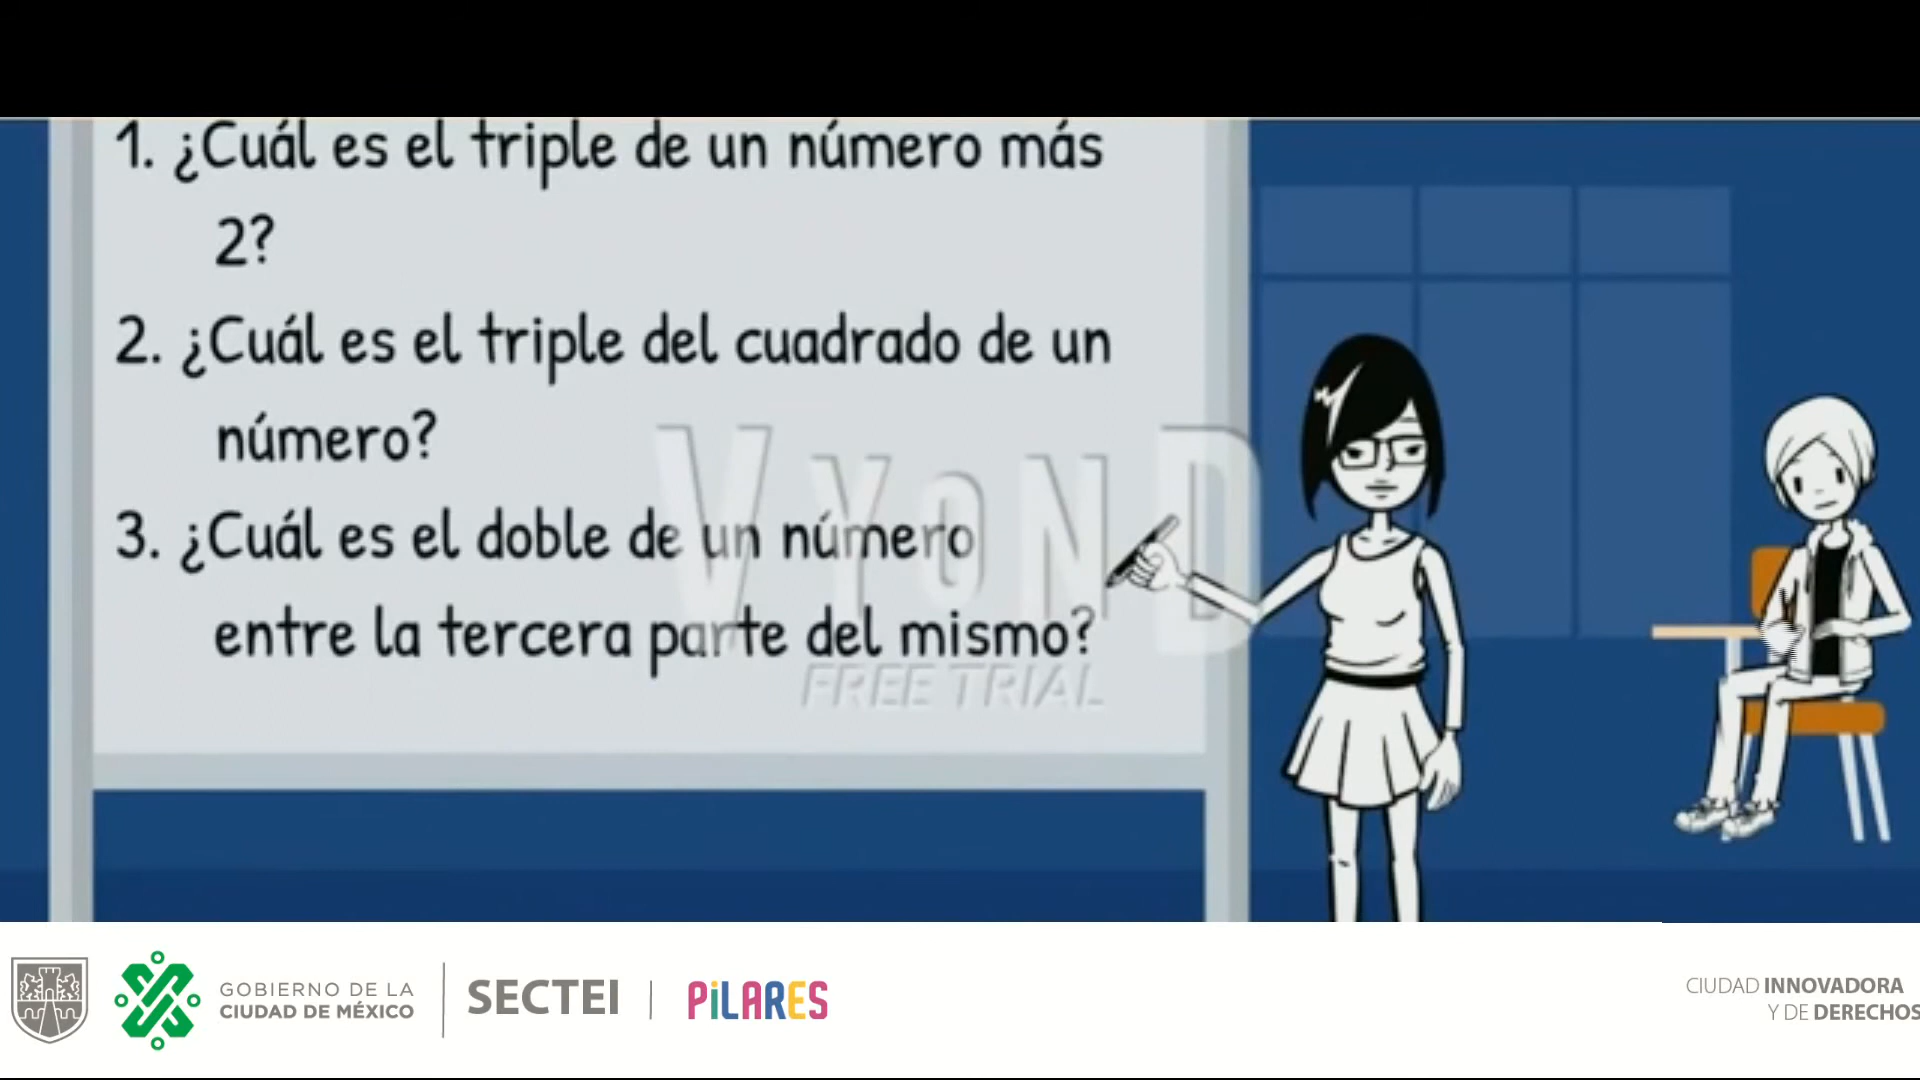 1. ¿Cuál es el triple de un número más
2?
2. ¿Cuál es el triple del cuadrado de un
número?
3. ¿Cuál es el doble de un número
entre la tercera parte del mismo?
VYOND
FREE TRIAL
GOBIERNO DE LA
CIUDAD DE MÉXICO
SECTEI
PiLARES
CIUDAD INNOVADORA
Y DE DERECHOS